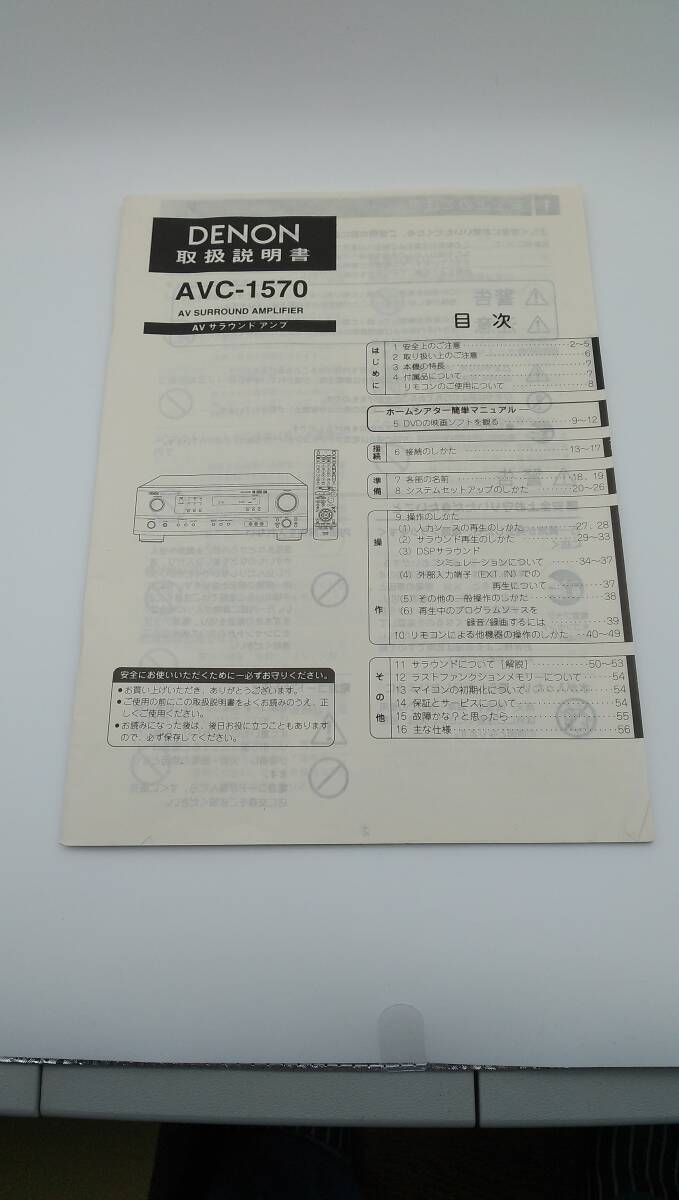 DENON
取扱説明書
AVC-1570
AV SURROUND AMPLIFIER
AV サラウンド アンプ
目 次
はじめに
1 安全上のご注意 2〜5
2 取り扱い上のご注意 6
3 本機の特長 7
4 付属品について 7
リモコンのご使用について 8
ホームシアター簡単マニュアル
5 DVDの映画ソフトを観る 9〜12
接続
6 接続のしかた 13〜17
準備
7 各部の名前 18、19
8 システムセットアップのしかた 20〜26
操作
9 操作のしかた
(1) 入力ソースの再生のしかた 27、28
(2) サラウンド再生のしかた 29〜33
(3) DSPサラウンド
シミュレーションについて 34〜37
(4) 外部入力端子 (EXT. IN) での
再生について 37
(5) その他の一般操作のしかた 38
(6) 再生中のプログラムソースを
録音/録画するには 39
10 リモコンによる他機器の操作のしかた 40〜49
その他
11 サラウンドについて [解説] 50〜53
12 ラストファンクションメモリーについて 54
13 マイコンの初期化について 54
14 保証とサービスについて 54
15 故障かな？と思ったら 55
16 主な仕様 56
安全にお使いいただくために―必ずお守りください。
●お買い上げいただき、ありがとうございます。
●ご使用の前にこの取扱説明書をよくお読みのうえ、正
しくご使用ください。
●お読みになった後は、後日お役に立つこともあります
ので、必ず保存してください。